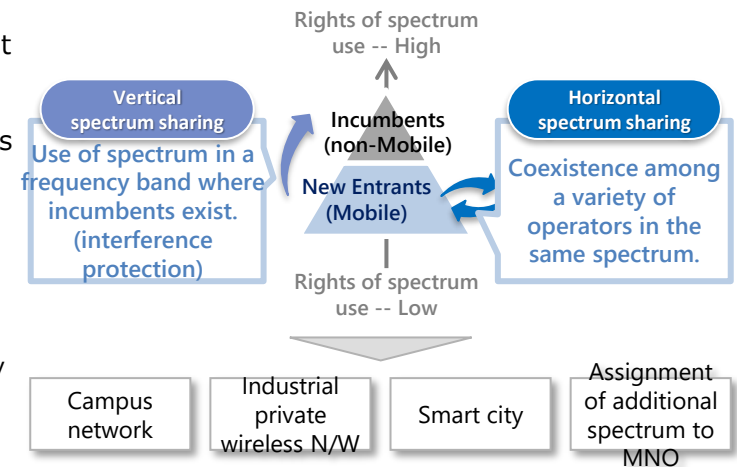 Rights of spectrum
use -- High
t
Vertical
spectrum sharing
s
Use of spectrum in a
frequency band where
incumbents exist.
(interference
protection)
Incumbents
(non-Mobile)
New Entrants
(Mobile)
Horizontal
spectrum sharing
Coexistence among
a variety of
operators in the
same spectrum.
Rights of spectrum
use -- Low
Campus
network
Industrial
private
wireless N/W
Smart city
Assignment
of additional
spectrum to
MNO